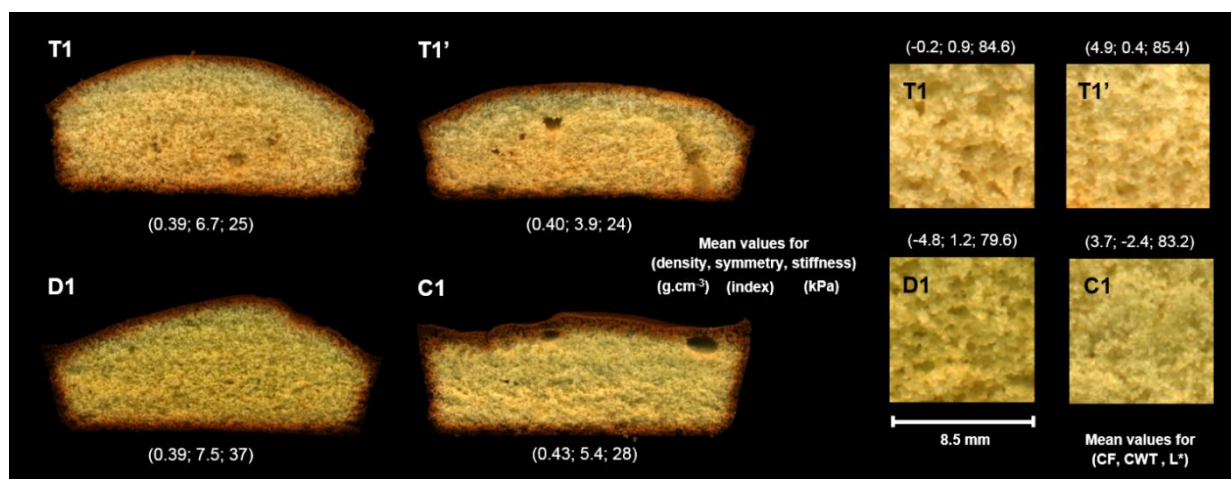 T1
T1’
(-0.2; 0.9; 84.6)
(4.9; 0.4; 85.4)
T1
T1’
(0.39; 6.7; 25)
(0.40; 3.9; 24)
Mean values for
(density, symmetry, stiffness)
(g.cm⁻³) (index) (kPa)
(-4.8; 1.2; 79.6)
(3.7; -2.4; 83.2)
D1
C1
D1
C1
(0.39; 7.5; 37)
(0.43; 5.4; 28)
8.5 mm
Mean values for
(CF, CWT , L*)